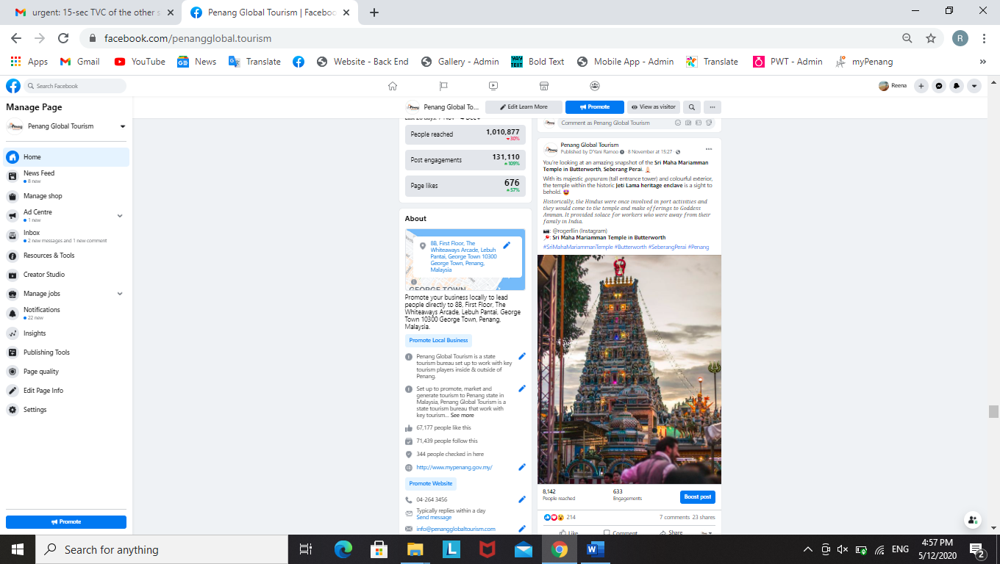 urgent: 15-sec TVC of the other s
Penang Global Tourism | Faceboo
facebook.com/penangglobal.tourism
R
Apps
Gmail
YouTube
News
Translate
Website - Back End
Gallery - Admin
YAY TEXT
Bold Text
Mobile App - Admin
Translate
PWT - Admin
myPenang
Search Facebook
Reena
Manage Page
Penang Global Tourism
Home
News Feed
8 new
Manage shop
Ad Centre
1 new
Inbox
2 new messages and 1 new comment
Resources & Tools
Creator Studio
Manage jobs
Notifications
22 new
Insights
Publishing Tools
Page quality
Edit Page Info
Settings
Promote
Penang Global To...
Edit Learn More
Promote
View as visitor
People reached
1,010,877
30%
Post engagements
131,110
109%
Page likes
676
57%
About
8B, First Floor, The
Whiteaways Arcade, Lebuh
Pantai, George Town 10300
George Town, Penang,
Malaysia
GEORGE TOWN
Promote your business locally to lead
people directly to 8B, First Floor, The
Whiteaways Arcade, Lebuh Pantai, George
Town 10300 George Town, Penang,
Malaysia.
Promote Local Business
Penang Global Tourism is a state
tourism bureau set up to work with key
tourism players inside & outside of
Penang.
Set up to promote, market and
generate tourism to Penang state in
Malaysia, Penang Global Tourism is a
state tourism bureau that work with
key tourism... See more
67,177 people like this
71,439 people follow this
344 people checked in here
http://www.mypenang.gov.my/
Promote Website
04-264 3456
Typically replies within a day
Send message
info@penangglobaltourism.com
Comment as Penang Global Tourism
Penang Global Tourism
Published by D'Yani Ramoo · 8 November at 15:27 ·
You're looking at an amazing snapshot of the Sri Maha Mariamman
Temple in Butterworth, Seberang Perai.
With its majestic gopuram (tall entrance tower) and colourful exterior,
the temple within the historic Jeti Lama heritage enclave is a sight to
behold.
Historically, the Hindus were once involved in port activities and
they would come to the temple and make offerings to Goddess
Amman. It provided solace for workers who were away from their
family in India.
: @rogerllin (Instagram)
: Sri Maha Mariamman Temple in Butterworth
#SriMahaMariammanTemple #Butterworth #SeberangPerai #Penang
8,142
People reached
633
Engagements
Boost post
214
7 comments 23 shares
Like
Comment
Share
Search for anything
L
W
ENG
4:57 PM
5/12/2020
2